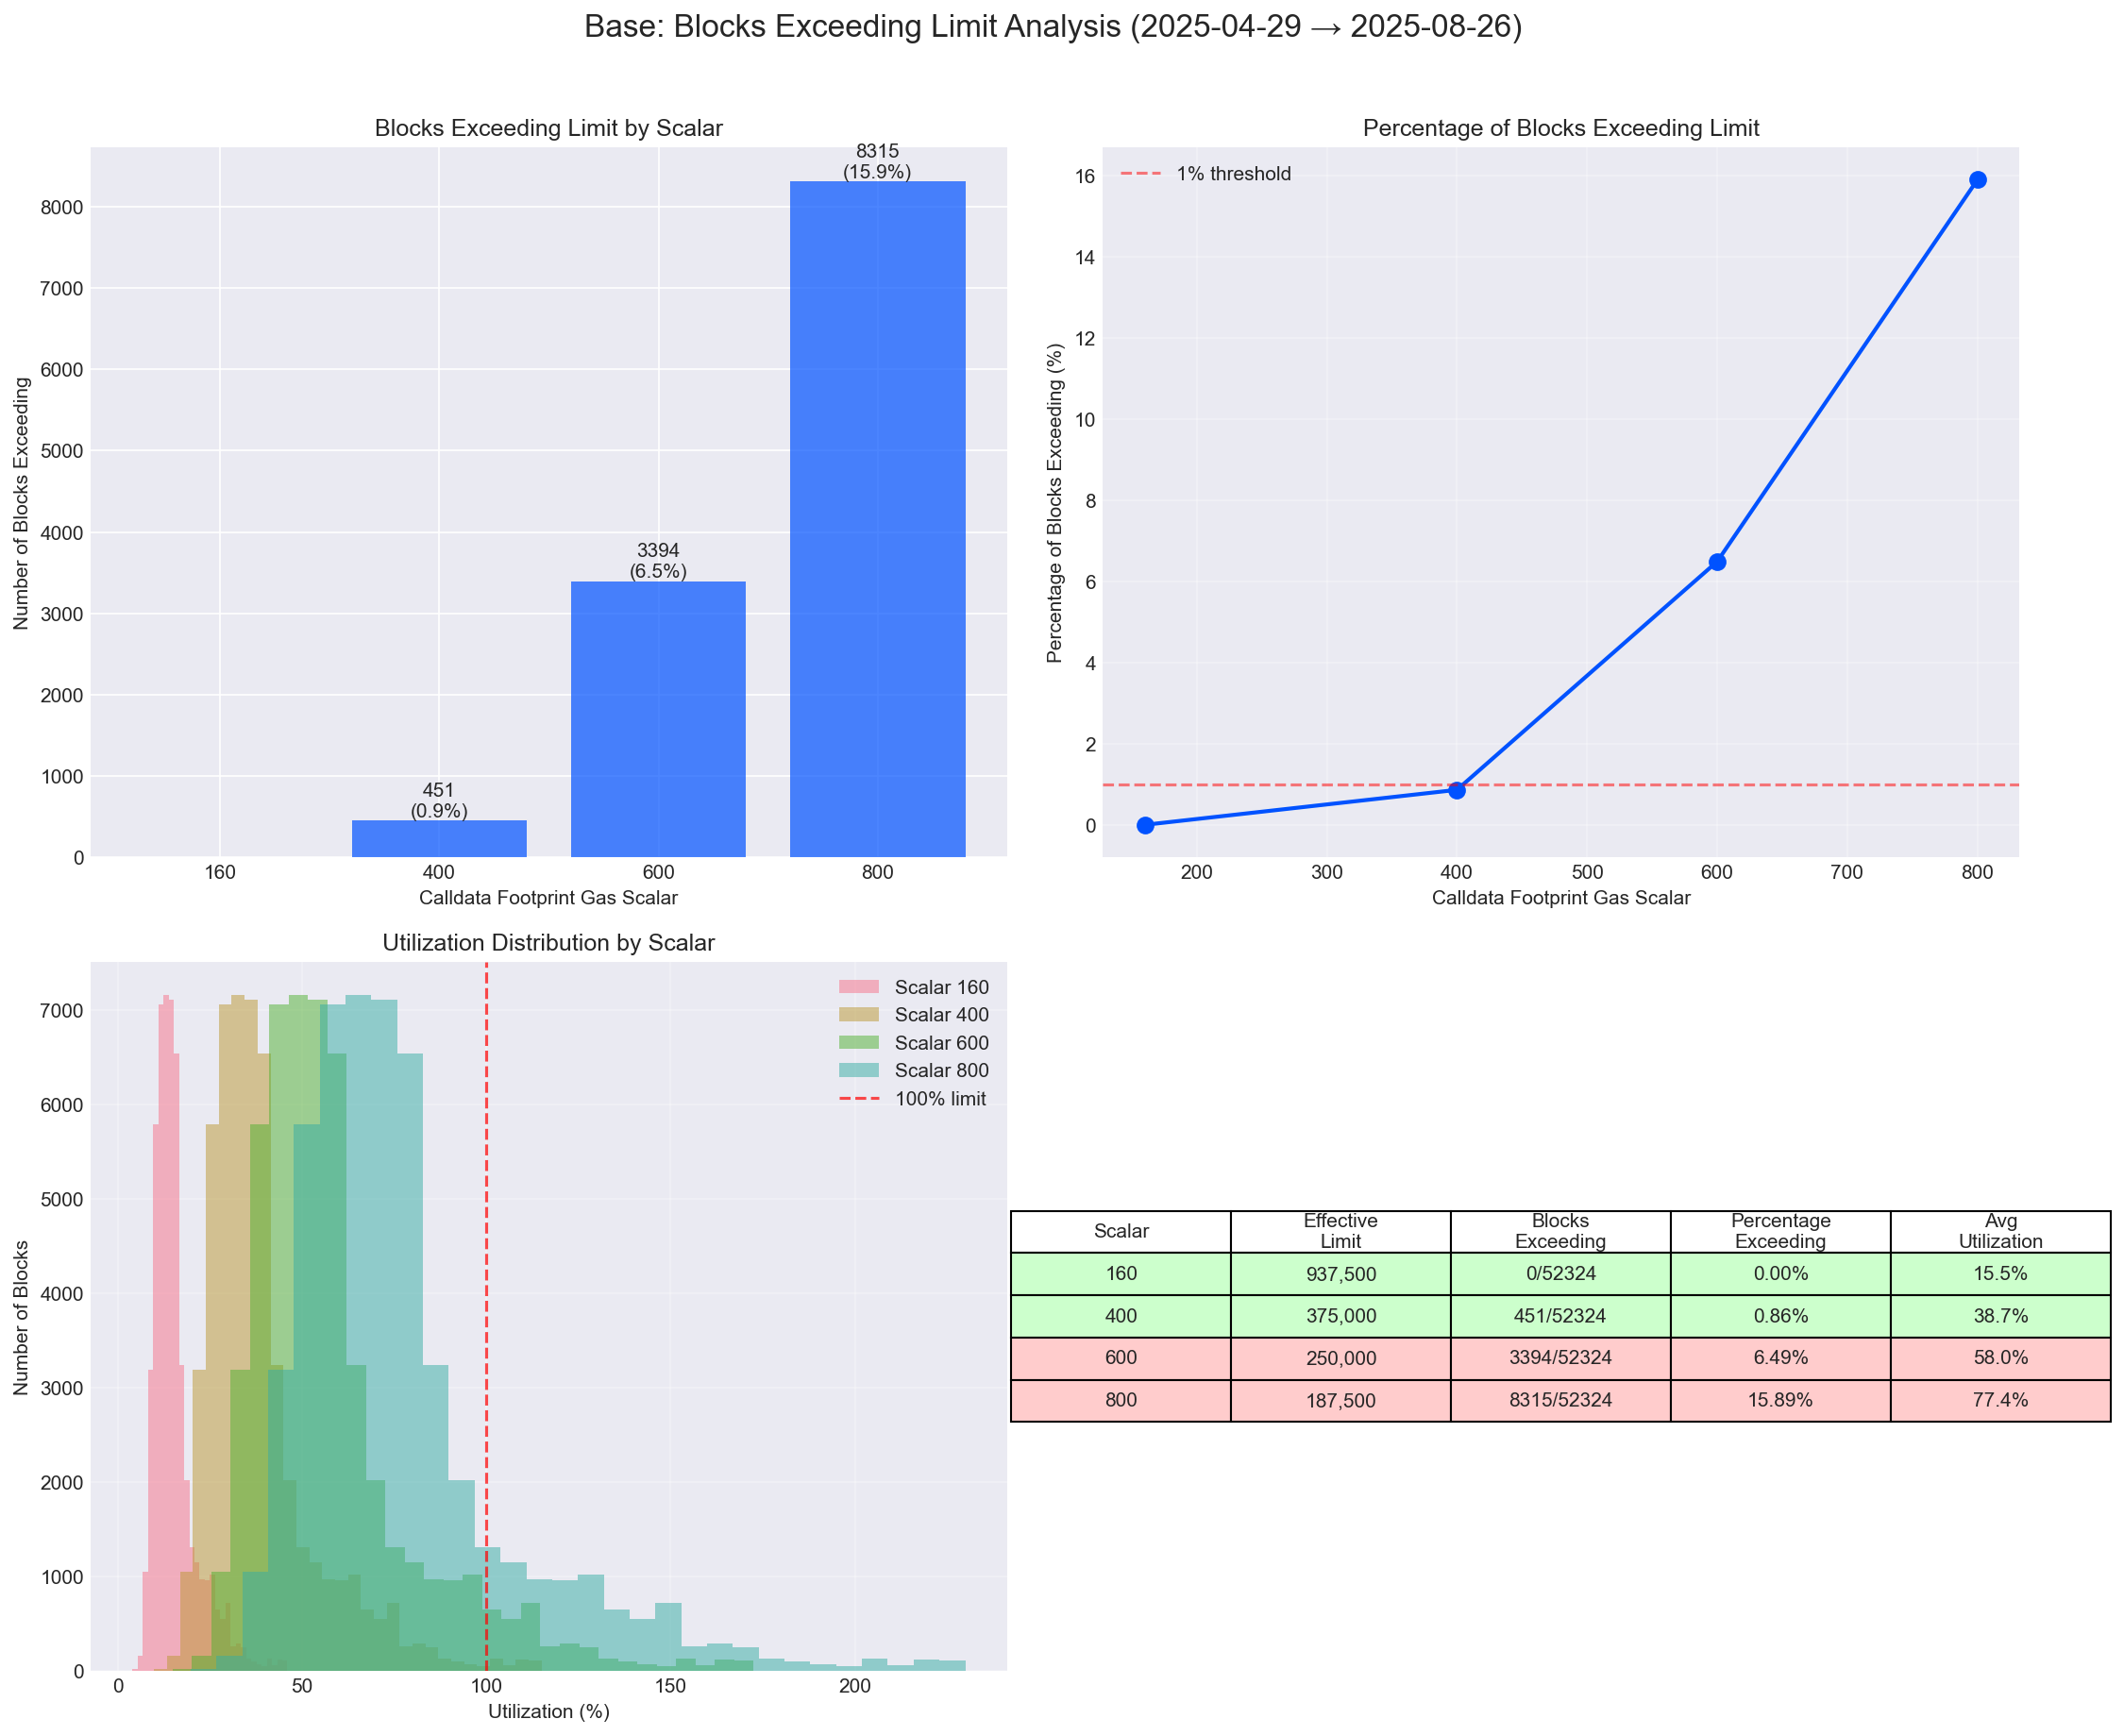 Base: Blocks Exceeding Limit Analysis (2025-04-29 → 2025-08-26)
Blocks Exceeding Limit by Scalar
8315
(15.9%)
3394
(6.5%)
451
(0.9%)
8000
7000
6000
5000
4000
3000
2000
1000
0
Number of Blocks Exceeding
160 400 600 800
Calldata Footprint Gas Scalar
Percentage of Blocks Exceeding Limit
1% threshold
16
14
12
10
8
6
4
2
0
Percentage of Blocks Exceeding (%)
200 300 400 500 600 700 800
Calldata Footprint Gas Scalar
Utilization Distribution by Scalar
Scalar 160
Scalar 400
Scalar 600
Scalar 800
100% limit
7000
6000
5000
4000
3000
2000
1000
0
Number of Blocks
0 50 100 150 200
Utilization (%)
Scalar Effective Limit Blocks Exceeding Percentage Exceeding Avg Utilization
160 937,500 0/52324 0.00% 15.5%
400 375,000 451/52324 0.86% 38.7%
600 250,000 3394/52324 6.49% 58.0%
800 187,500 8315/52324 15.89% 77.4%